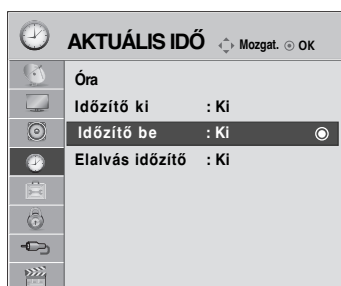 AKTUÁLIS IDŐ Mozgat. OK
Óra
Időzítő ki : Ki
Időzítő be : Ki
Elalvás időzítő : Ki